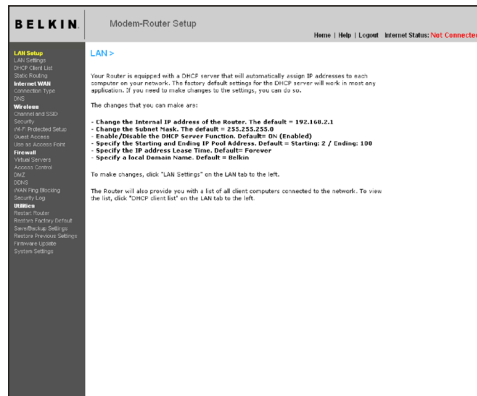 BELKIN.
Modem-Router Setup
Home | Help | Logout Internet Status: Not Connected
LAN Setup
LAN Settings
DHCP Client List
Static Routing
Internet WAN
Connection Type
DNS
Wireless
Channel and SSID
Security
Wi-Fi Protected Setup
Guest Access
Use as Access Point
Firewall
Virtual Servers
Access Control
DMZ
DDNS
WAN Ping Blocking
Security Log
Utilities
Restart Router
Restore Factory Default
Save/Backup Settings
Restore Previous Settings
Firmware Update
System Settings
LAN >
Your Router is equipped with a DHCP server that will automatically assign IP addresses to each
computer on your network. The factory default settings for the DHCP server will work in most any
application. If you need to make changes to the settings, you can do so.
The changes that you can make are:
- Change the Internal IP address of the Router. The default = 192.168.2.1
- Change the Subnet Mask. The default = 255.255.255.0
- Enable/Disable the DHCP Server Function. Default= ON (Enabled)
- Specify the Starting and Ending IP Pool Address. Default = Starting: 2 / Ending: 100
- Specify the IP address Lease Time. Default= Forever
- Specify a local Domain Name. Default = Belkin
To make changes, click "LAN Settings" on the LAN tab to the left.
The Router will also provide you with a list of all client computers connected to the network. To view
the list, click "DHCP client list" on the LAN tab to the left.